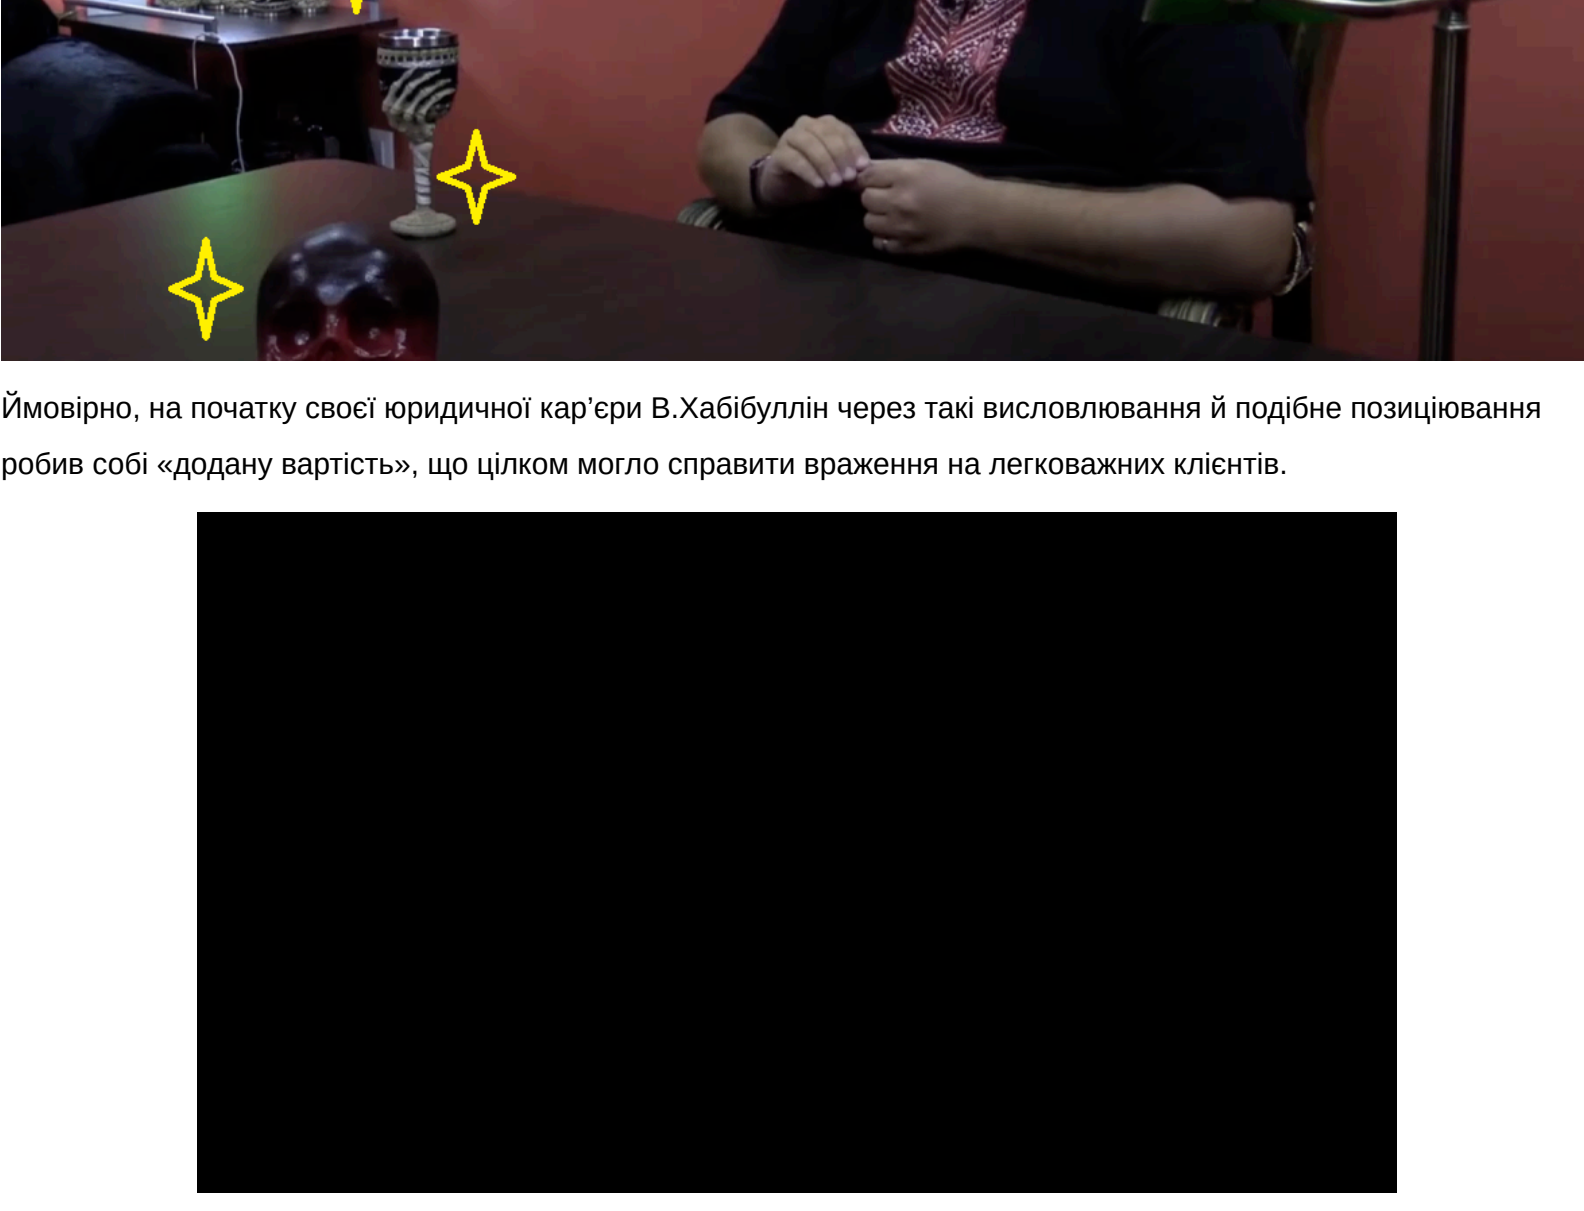 Ймовірно, на початку своєї юридичної кар’єри В.Хабібуллін через такі висловлювання й подібне позиціювання
робив собі «додану вартість», що цілком могло справити враження на легковажних клієнтів.